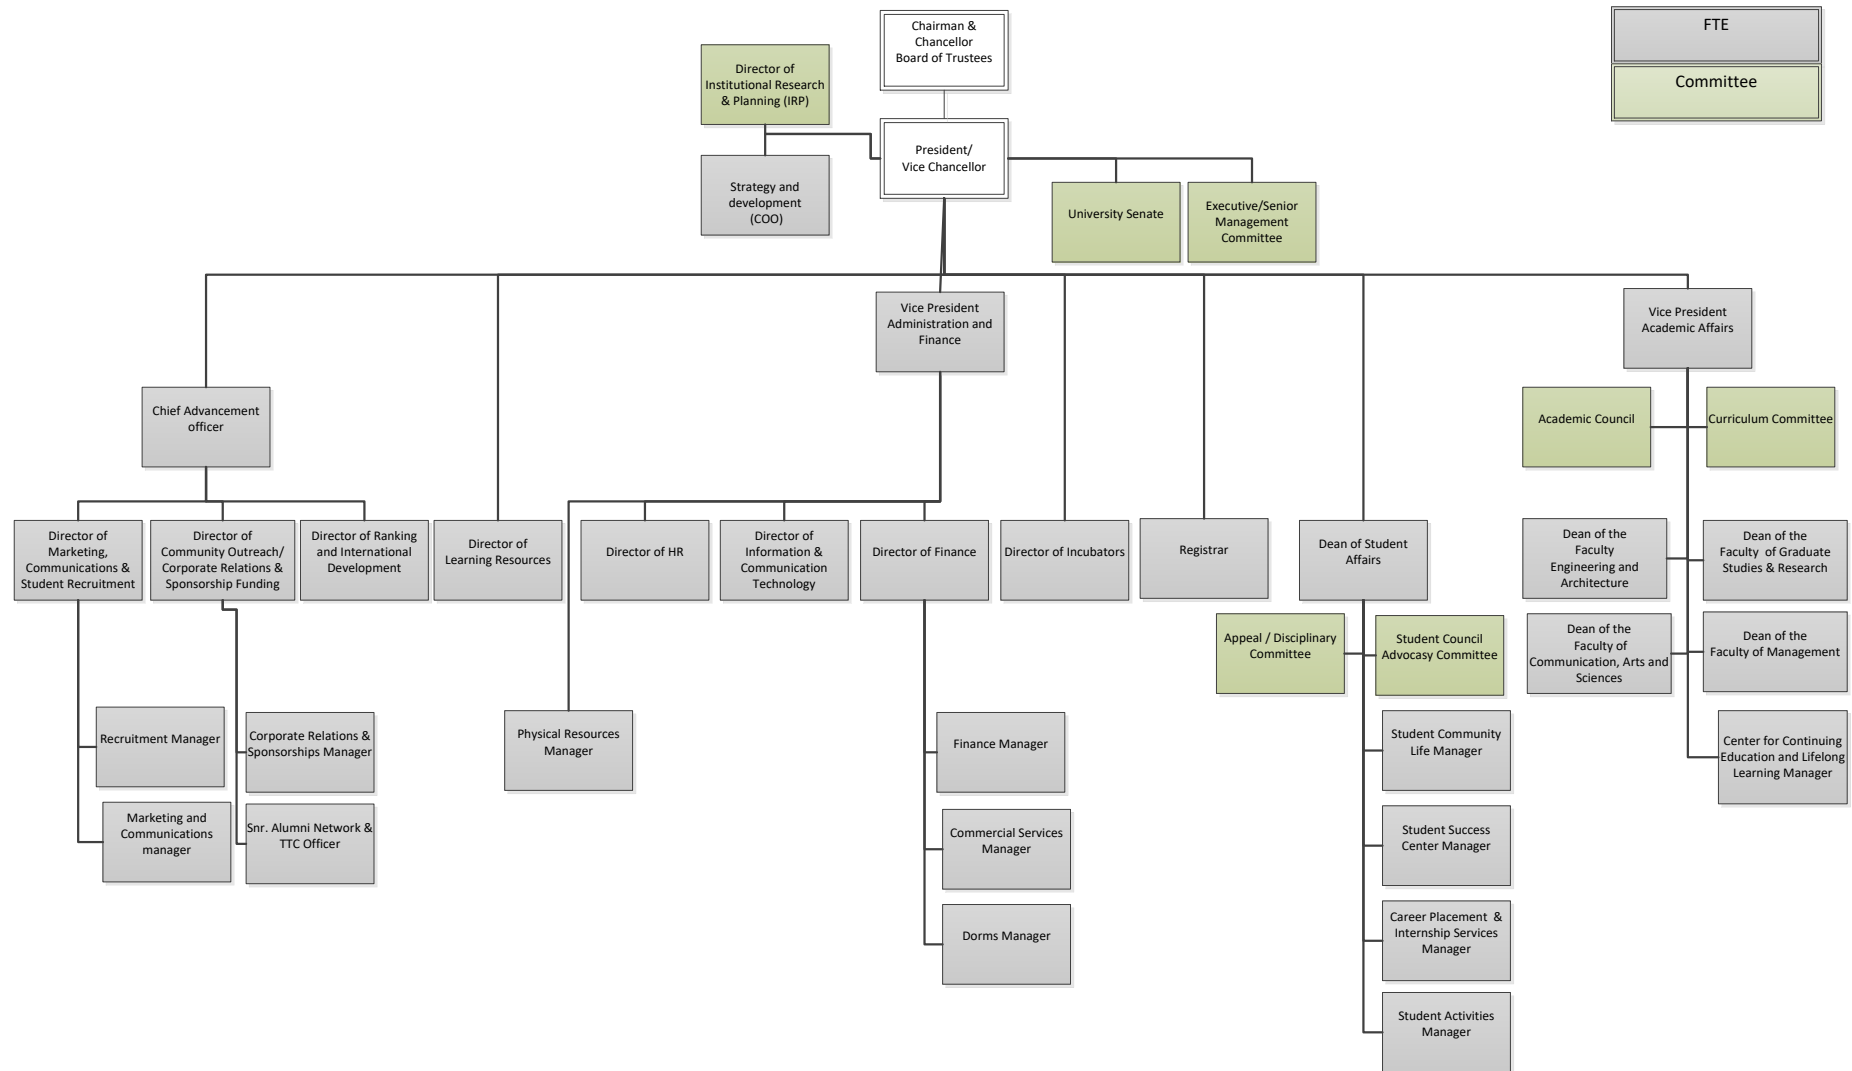 Chairman &
Chancellor
Board of Trustees
FTE
Committee
Director of
Institutional Research
& Planning (IRP)
President/
Vice Chancellor
Strategy and
development
(COO)
University Senate
Executive/Senior
Management
Committee
Vice President
Administration and
Finance
Vice President
Academic Affairs
Chief Advancement
officer
Academic Council
Curriculum Committee
Director of
Marketing,
Communications &
Student Recruitment
Director of
Community Outreach/
Corporate Relations &
Sponsorship Funding
Director of Ranking
and International
Development
Director of
Learning Resources
Director of HR
Director of
Information &
Communication
Technology
Director of Finance
Director of Incubators
Registrar
Dean of Student
Affairs
Dean of the
Faculty
Engineering and
Architecture
Dean of the
Faculty  of Graduate
Studies & Research
Appeal / Disciplinary
Committee
Student Council
Advocasy Committee
Dean of the
Faculty of
Communication, Arts and
Sciences
Dean of the
Faculty of Management
Recruitment Manager
Corporate Relations &
Sponsorships Manager
Physical Resources
Manager
Finance Manager
Student Community
Life Manager
Center for Continuing
Education and Lifelong
Learning Manager
Marketing and
Communications
manager
Snr. Alumni Network &
TTC Officer
Commercial Services
Manager
Student Success
Center Manager
Dorms Manager
Career Placement  &
Internship Services
Manager
Student Activities
Manager